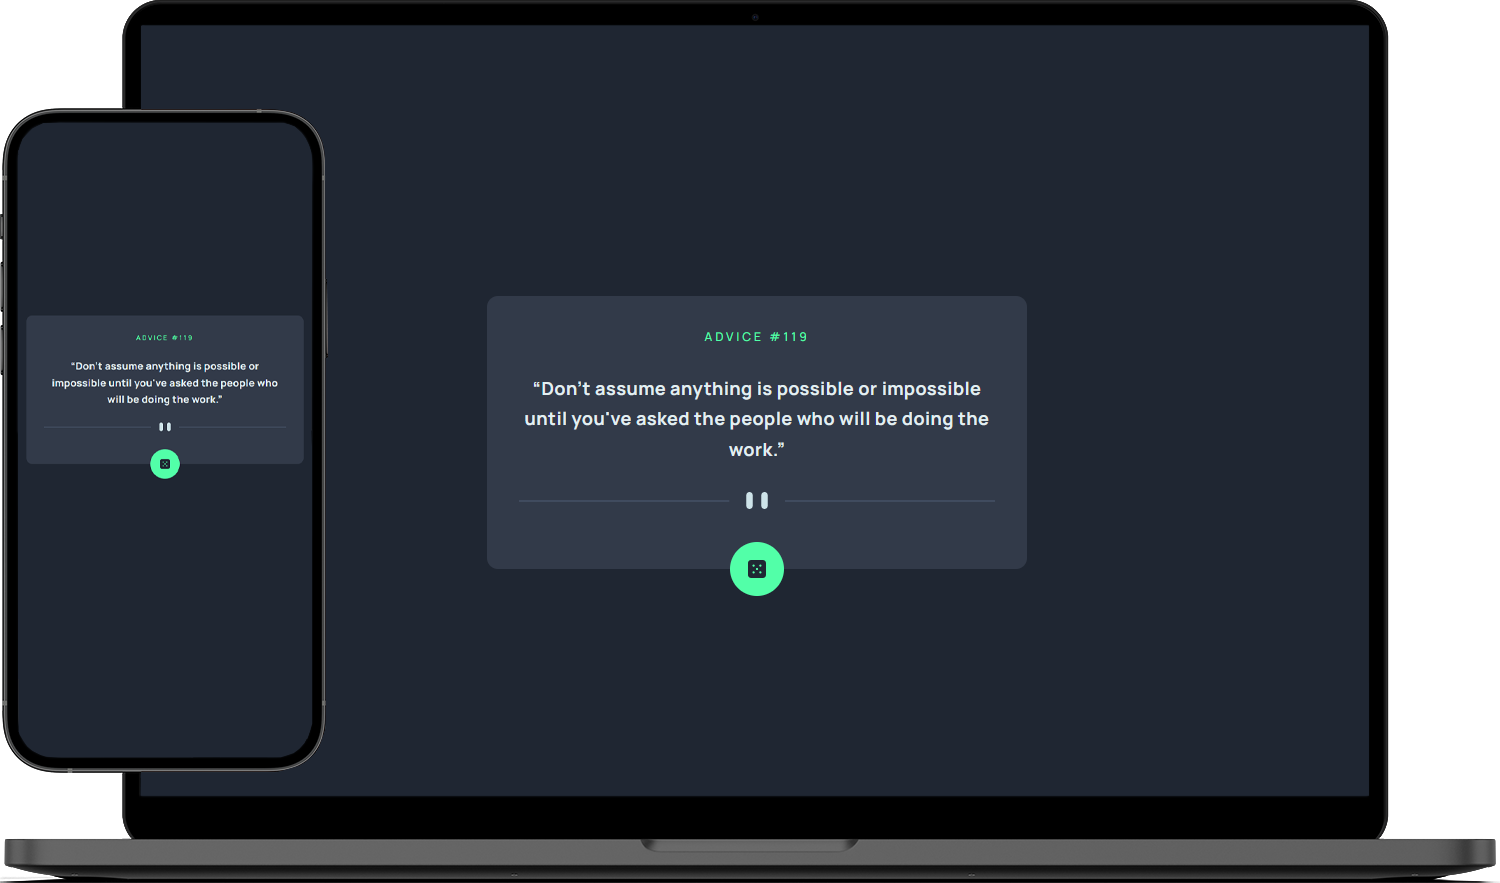 ADVICE #119
“Don't assume anything is possible or
impossible until you've asked the people who
will be doing the work.”
ADVICE #119
“Don't assume anything is possible or impossible
until you've asked the people who will be doing the
work.”